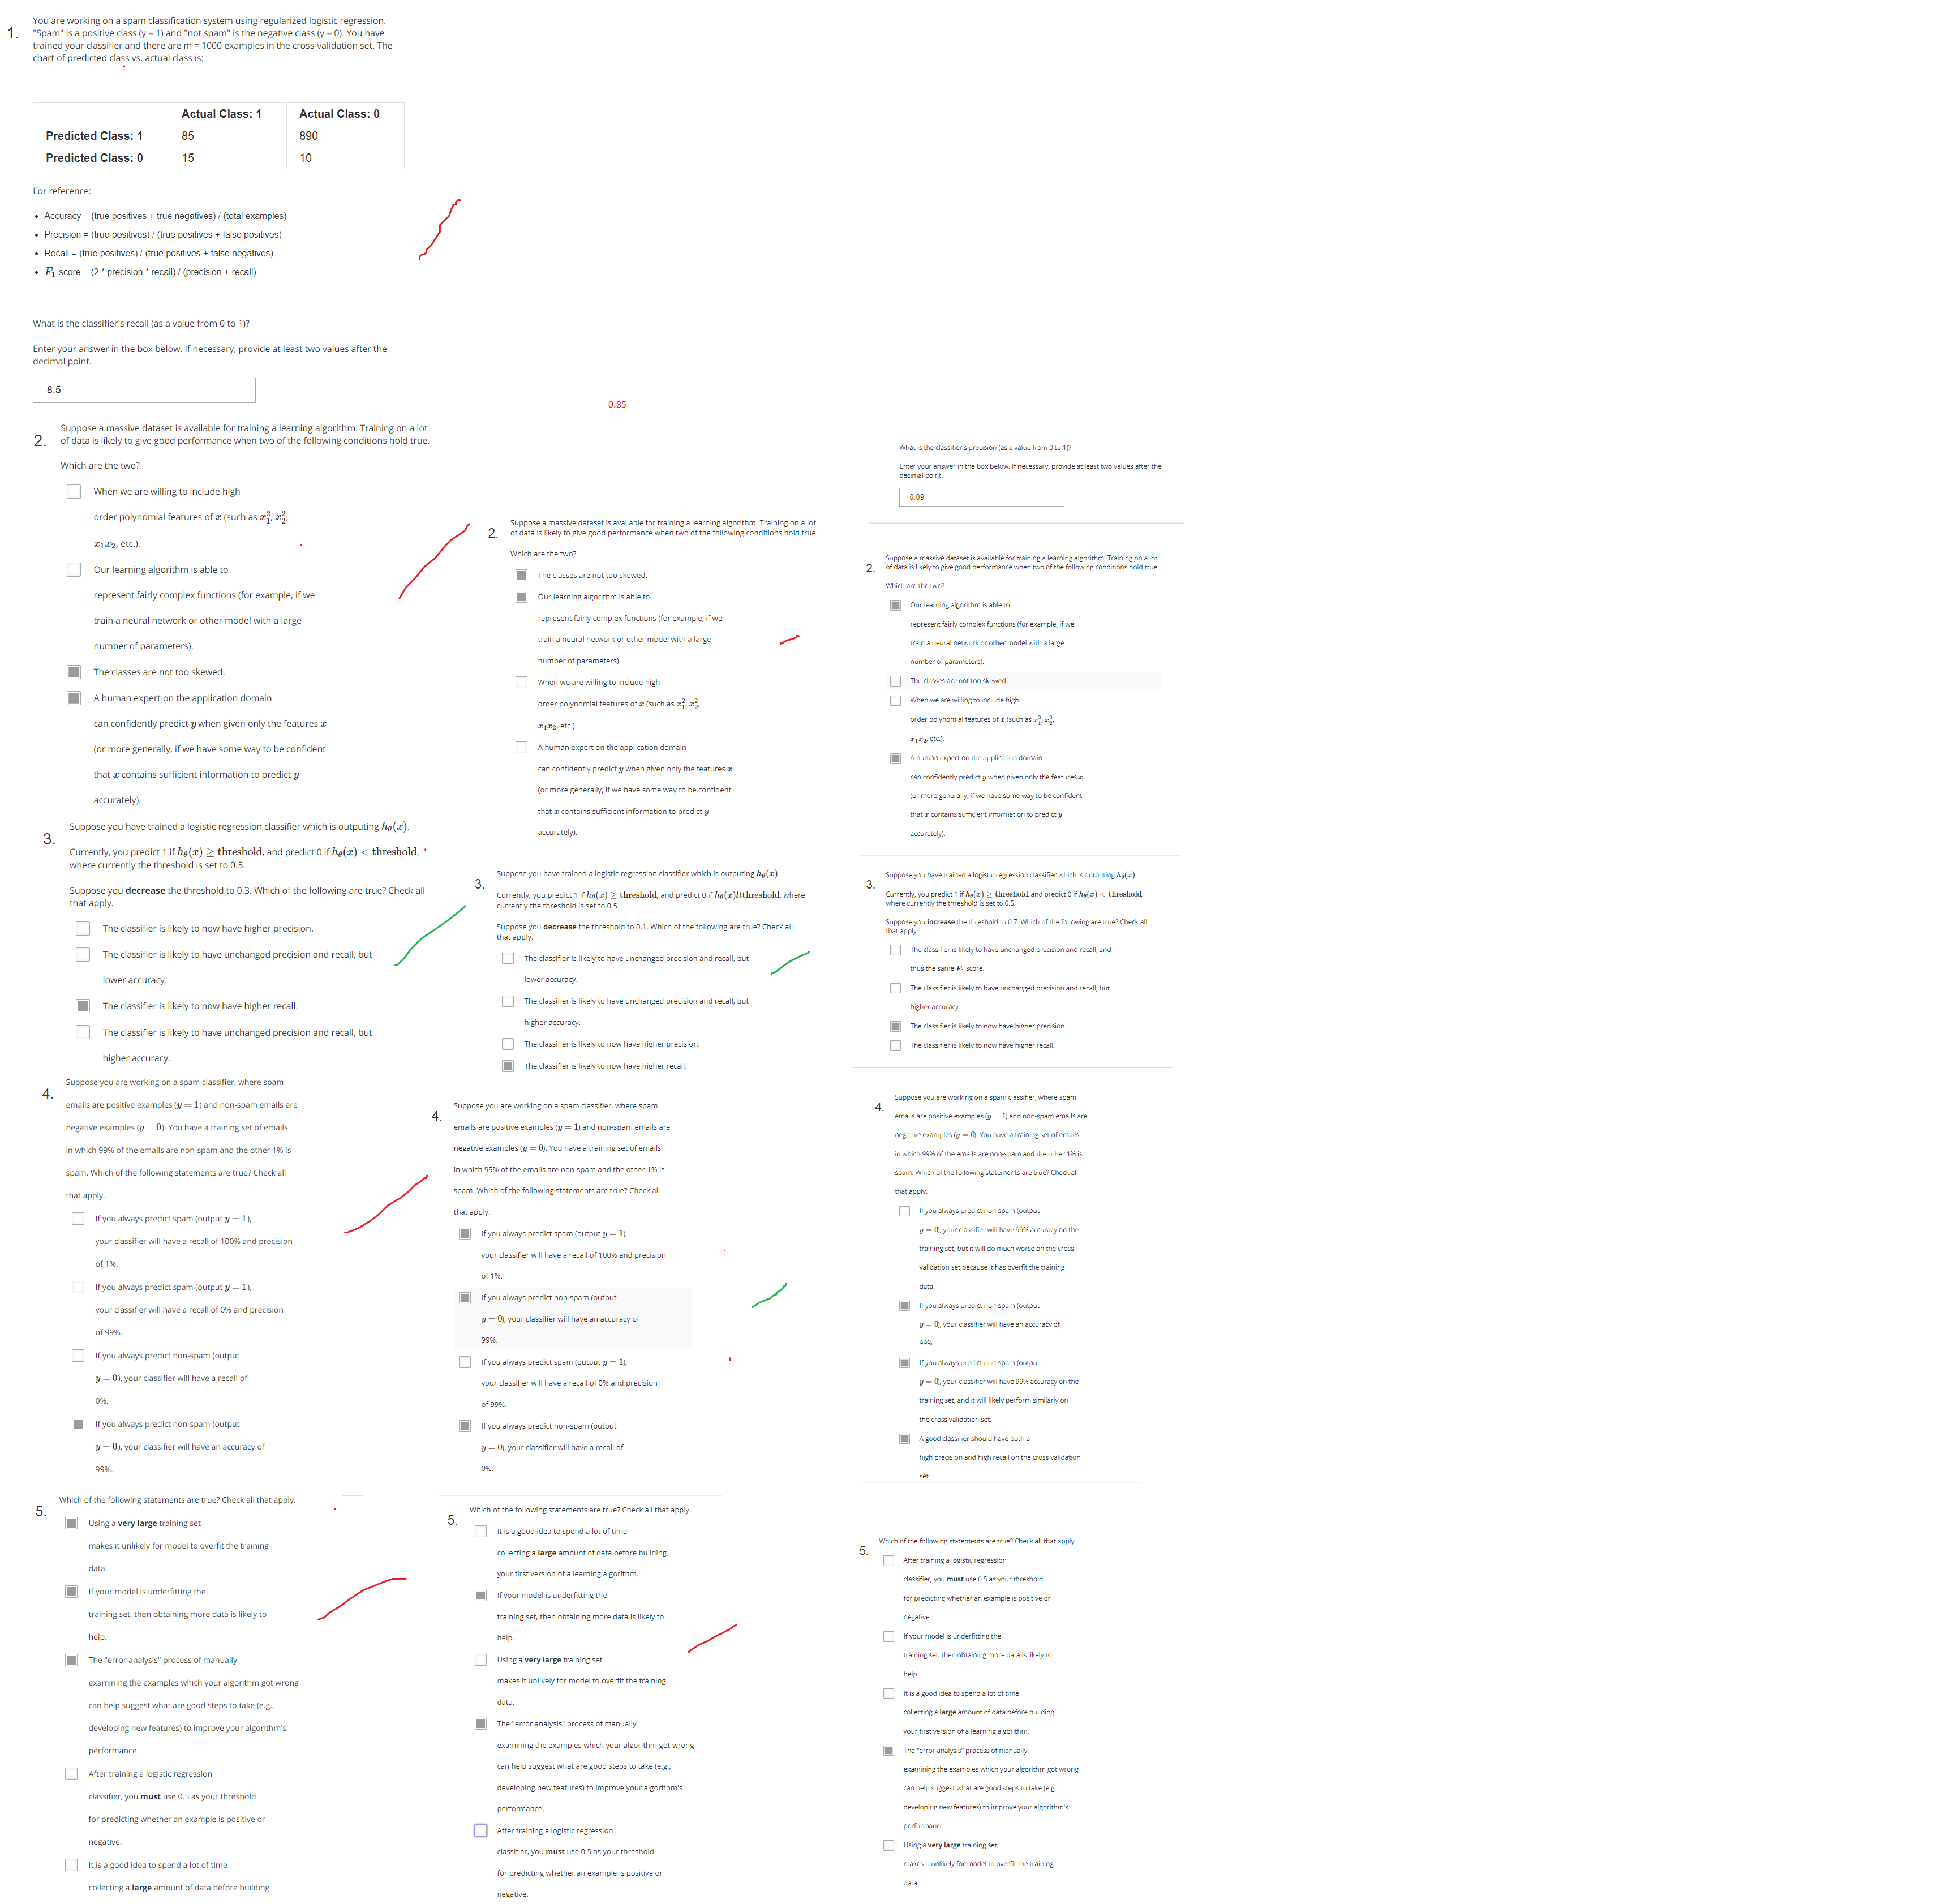 1.
You are working on a spam classification system using regularized logistic regression.
"Spam" is a positive class (y = 1) and "not spam" is the negative class (y = 0). You have
trained your classifier and there are m = 1000 examples in the cross-validation set. The
chart of predicted class vs. actual class is:
Actual Class: 1 Actual Class: 0
Predicted Class: 1 85 890
Predicted Class: 0 15 10
For reference:
• Accuracy = (true positives + true negatives) / (total examples)
• Precision = (true positives) / (true positives + false positives)
• Recall = (true positives) / (true positives + false negatives)
• F₁ score = (2 * precision * recall) / (precision + recall)
What is the classifier's recall (as a value from 0 to 1)?
Enter your answer in the box below. If necessary, provide at least two values after the
decimal point.
8.5
0.85
2.
Suppose a massive dataset is available for training a learning algorithm. Training on a lot
of data is likely to give good performance when two of the following conditions hold true.
Which are the two?
When we are willing to include high
order polynomial features of x (such as x₁², x₂²,
x₁x₂, etc.).
Our learning algorithm is able to
represent fairly complex functions (for example, if we
train a neural network or other model with a large
number of parameters).
The classes are not too skewed.
A human expert on the application domain
can confidently predict y when given only the features x
(or more generally, if we have some way to be confident
that x contains sufficient information to predict y
accurately).
3.
Suppose you have trained a logistic regression classifier which is outputing hθ(x).
Currently, you predict 1 if hθ(x) ≥ threshold, and predict 0 if hθ(x) < threshold,
where currently the threshold is set to 0.5.
Suppose you decrease the threshold to 0.3. Which of the following are true? Check all
that apply.
The classifier is likely to now have higher precision.
The classifier is likely to have unchanged precision and recall, but
lower accuracy.
The classifier is likely to now have higher recall.
The classifier is likely to have unchanged precision and recall, but
higher accuracy.
4.
Suppose you are working on a spam classifier, where spam
emails are positive examples (y = 1) and non-spam emails are
negative examples (y = 0). You have a training set of emails
in which 99% of the emails are non-spam and the other 1% is
spam. Which of the following statements are true? Check all
that apply.
If you always predict spam (output y = 1),
your classifier will have a recall of 100% and precision
of 1%.
If you always predict spam (output y = 1),
your classifier will have a recall of 0% and precision
of 99%.
If you always predict non-spam (output
y = 0), your classifier will have a recall of
0%.
If you always predict non-spam (output
y = 0), your classifier will have an accuracy of
99%.
5.
Which of the following statements are true? Check all that apply.
Using a very large training set
makes it unlikely for model to overfit the training
data.
If your model is underfitting the
training set, then obtaining more data is likely to
help.
The "error analysis" process of manually
examining the examples which your algorithm got wrong
can help suggest what are good steps to take (e.g.,
developing new features) to improve your algorithm's
performance.
After training a logistic regression
classifier, you must use 0.5 as your threshold
for predicting whether an example is positive or
negative.
It is a good idea to spend a lot of time
collecting a large amount of data before building
2.
Suppose a massive dataset is available for training a learning algorithm. Training on a lot
of data is likely to give good performance when two of the following conditions hold true.
Which are the two?
The classes are not too skewed.
Our learning algorithm is able to
represent fairly complex functions (for example, if we
train a neural network or other model with a large
number of parameters).
When we are willing to include high
order polynomial features of x (such as x₁², x₂²,
x₁x₂, etc.).
A human expert on the application domain
can confidently predict y when given only the features x
(or more generally, if we have some way to be confident
that x contains sufficient information to predict y
accurately).
3.
Suppose you have trained a logistic regression classifier which is outputing hθ(x).
Currently, you predict 1 if hθ(x) ≥ threshold, and predict 0 if hθ(x)ltthreshold, where
currently the threshold is set to 0.5.
Suppose you decrease the threshold to 0.1. Which of the following are true? Check all
that apply.
The classifier is likely to have unchanged precision and recall, but
lower accuracy.
The classifier is likely to have unchanged precision and recall, but
higher accuracy.
The classifier is likely to now have higher precision.
The classifier is likely to now have higher recall.
4.
Suppose you are working on a spam classifier, where spam
emails are positive examples (y = 1) and non-spam emails are
negative examples (y = 0). You have a training set of emails
in which 99% of the emails are non-spam and the other 1% is
spam. Which of the following statements are true? Check all
that apply.
If you always predict spam (output y = 1),
your classifier will have a recall of 100% and precision
of 1%.
If you always predict non-spam (output
y = 0), your classifier will have an accuracy of
99%.
If you always predict spam (output y = 1),
your classifier will have a recall of 0% and precision
of 99%.
If you always predict non-spam (output
y = 0), your classifier will have a recall of
0%.
5.
Which of the following statements are true? Check all that apply.
It is a good idea to spend a lot of time
collecting a large amount of data before building
your first version of a learning algorithm.
If your model is underfitting the
training set, then obtaining more data is likely to
help.
Using a very large training set
makes it unlikely for model to overfit the training
data.
The "error analysis" process of manually
examining the examples which your algorithm got wrong
can help suggest what are good steps to take (e.g.,
developing new features) to improve your algorithm's
performance.
After training a logistic regression
classifier, you must use 0.5 as your threshold
for predicting whether an example is positive or
negative.
What is the classifier's precision (as a value from 0 to 1)?
Enter your answer in the box below. If necessary, provide at least two values after the
decimal point.
0.09
2.
Suppose a massive dataset is available for training a learning algorithm. Training on a lot
of data is likely to give good performance when two of the following conditions hold true.
Which are the two?
Our learning algorithm is able to
represent fairly complex functions (for example, if we
train a neural network or other model with a large
number of parameters).
The classes are not too skewed.
When we are willing to include high
order polynomial features of x (such as x₁², x₂²,
x₁x₂, etc.).
A human expert on the application domain
can confidently predict y when given only the features x
(or more generally, if we have some way to be confident
that x contains sufficient information to predict y
accurately).
3.
Suppose you have trained a logistic regression classifier which is outputing hθ(x).
Currently, you predict 1 if hθ(x) ≥ threshold, and predict 0 if hθ(x) < threshold,
where currently the threshold is set to 0.5.
Suppose you increase the threshold to 0.7. Which of the following are true? Check all
that apply.
The classifier is likely to have unchanged precision and recall, and
thus the same F₁ score.
The classifier is likely to have unchanged precision and recall, but
higher accuracy.
The classifier is likely to now have higher precision.
The classifier is likely to now have higher recall.
4.
Suppose you are working on a spam classifier, where spam
emails are positive examples (y = 1) and non-spam emails are
negative examples (y = 0). You have a training set of emails
in which 99% of the emails are non-spam and the other 1% is
spam. Which of the following statements are true? Check all
that apply.
If you always predict non-spam (output
y = 0), your classifier will have 99% accuracy on the
training set, but it will do much worse on the cross
validation set because it has overfit the training
data.
If you always predict non-spam (output
y = 0), your classifier will have an accuracy of
99%.
If you always predict non-spam (output
y = 0), your classifier will have 99% accuracy on the
training set, and it will likely perform similarly on
the cross validation set.
A good classifier should have both a
high precision and high recall on the cross validation
set.
5.
Which of the following statements are true? Check all that apply.
After training a logistic regression
classifier, you must use 0.5 as your threshold
for predicting whether an example is positive or
negative.
If your model is underfitting the
training set, then obtaining more data is likely to
help.
It is a good idea to spend a lot of time
collecting a large amount of data before building
your first version of a learning algorithm.
The "error analysis" process of manually
examining the examples which your algorithm got wrong
can help suggest what are good steps to take (e.g.,
developing new features) to improve your algorithm's
performance.
Using a very large training set
makes it unlikely for model to overfit the training
data.